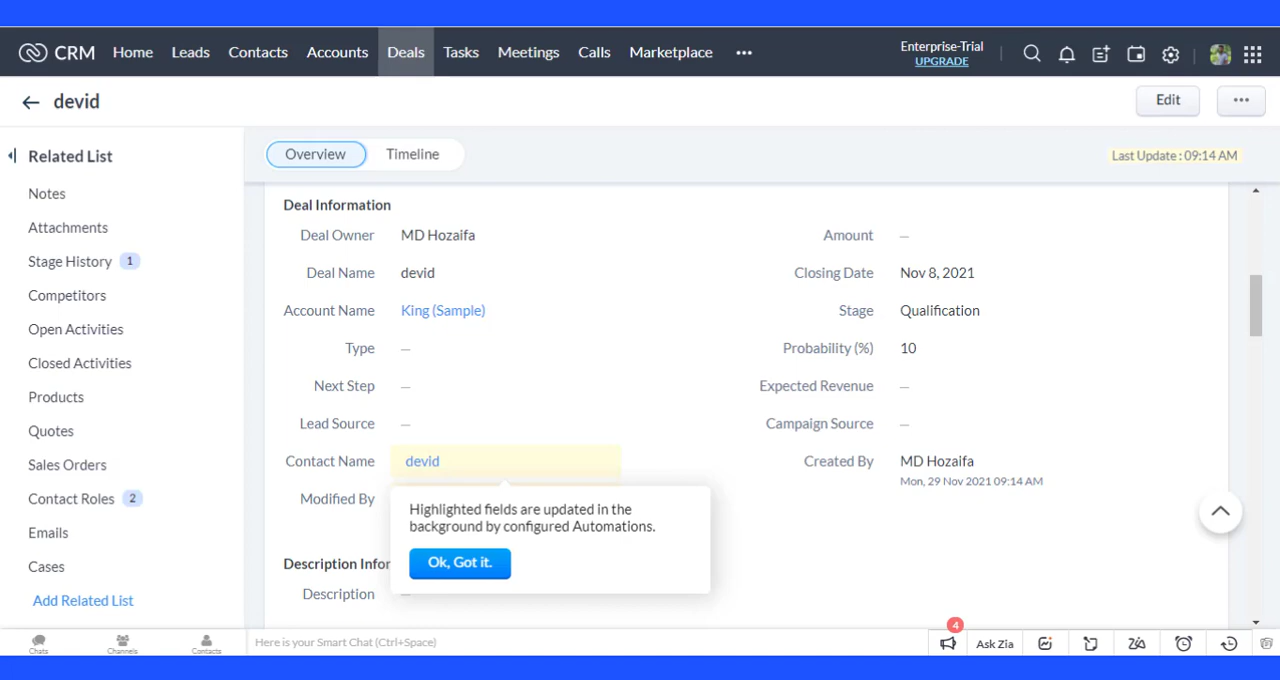 CRM Home Leads Contacts Accounts Deals Tasks Meetings Calls Marketplace ••• Enterprise-Trial
UPGRADE
devid Edit •••
Related List
Notes
Attachments
Stage History 1
Competitors
Open Activities
Closed Activities
Products
Quotes
Sales Orders
Contact Roles 2
Emails
Cases
Add Related List
Overview Timeline Last Update : 09:14 AM
Deal Information
Deal Owner MD Hozaifa Amount —
Deal Name devid Closing Date Nov 8, 2021
Account Name King (Sample) Stage Qualification
Type — Probability (%) 10
Next Step — Expected Revenue —
Lead Source — Campaign Source —
Contact Name devid Created By MD Hozaifa
Mon, 29 Nov 2021 09:14 AM
Modified By
Highlighted fields are updated in the
background by configured Automations.
Ok, Got it.
Description Infor
Description —
Chats Channels Contacts Here is your Smart Chat (Ctrl+Space) 4 Ask Zia